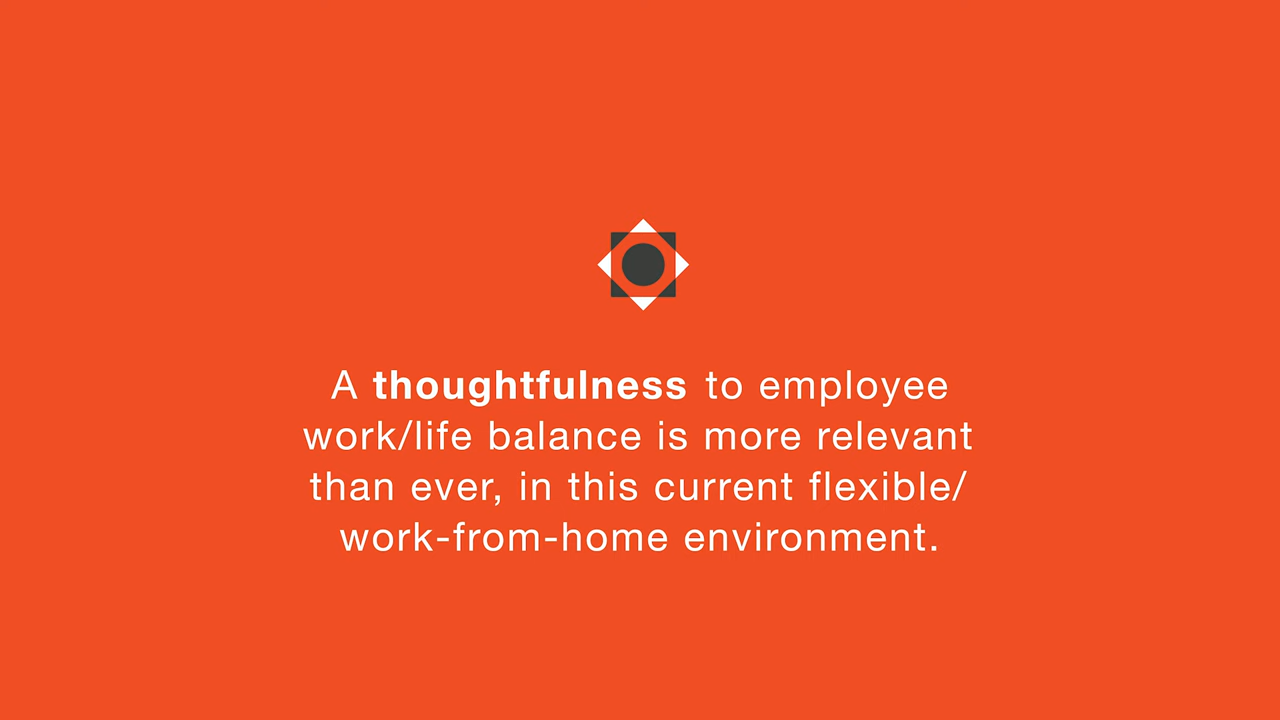 A thoughtfulness to employee
work/life balance is more relevant
than ever, in this current flexible/
work-from-home environment.